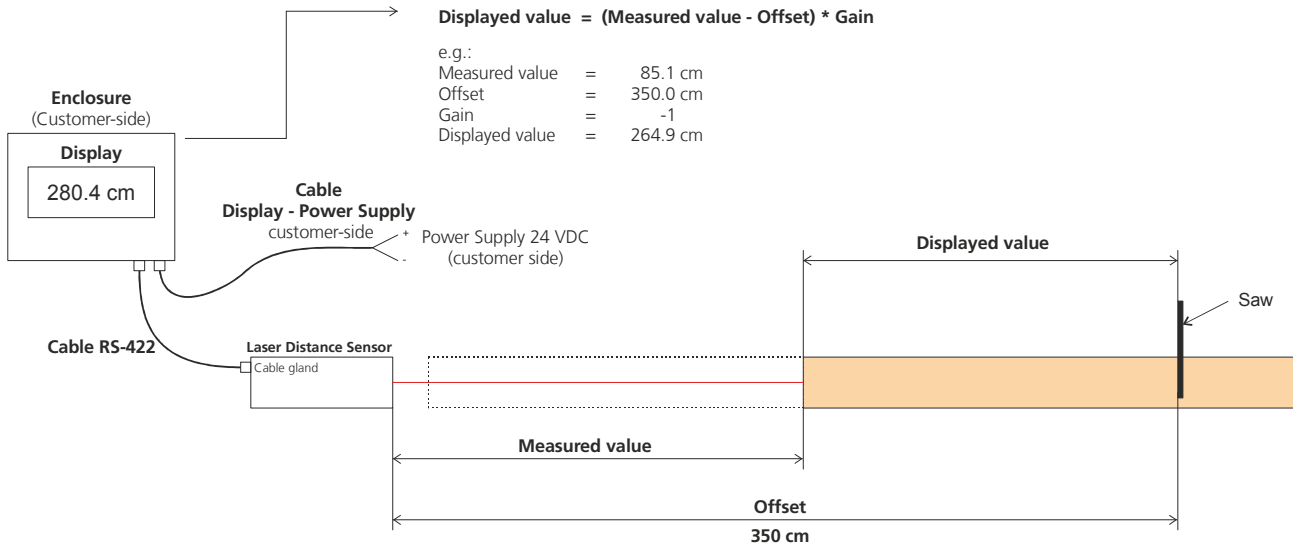 Displayed value = (Measured value - Offset) * Gain
e.g.:
Measured value = 85.1 cm
Offset = 350.0 cm
Gain = -1
Displayed value = 264.9 cm
Enclosure
(Customer-side)
Display
280.4 cm
Cable
Display - Power Supply
customer-side
+
-
Power Supply 24 VDC
(customer side)
Displayed value
Saw
Cable RS-422
Laser Distance Sensor
Cable gland
Measured value
Offset
350 cm